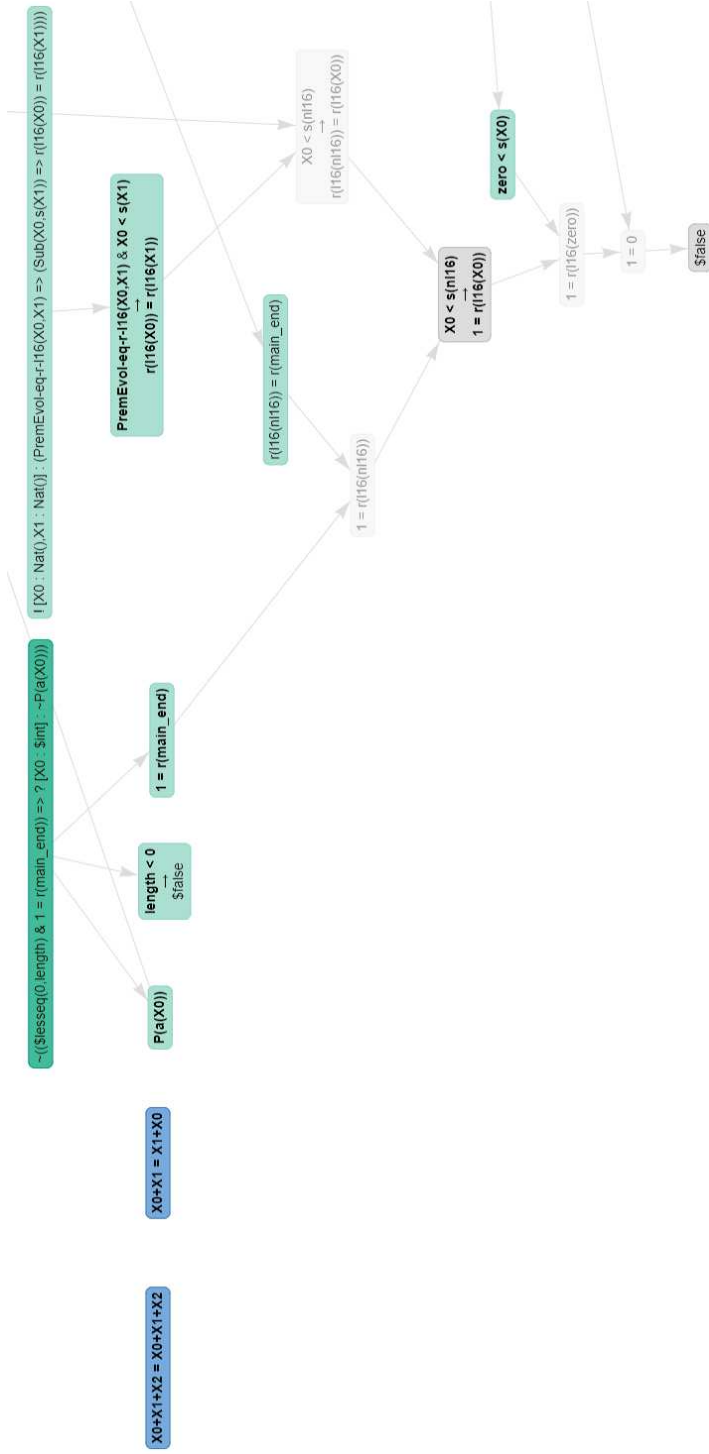 ~(($lesseq(0,length) & 1 = r(main_end)) => ? [X0 : $int] : ~P(a(X0)))
! [X0 : Nat(),X1 : Nat()] : (PremEvol-eq-r-l16(X0,X1) => (Sub(X0,s(X1)) => r(l16(X0)) = r(l16(X1))))
PremEvol-eq-r-l16(X0,X1) & X0 < s(X1)
→
r(l16(X0)) = r(l16(X1))
X0+X1+X2 = X0+X1+X2
X0+X1 = X1+X0
P(a(X0))
length < 0
→
$false
1 = r(main_end)
r(l16(nl16)) = r(main_end)
X0 < s(nl16)
→
r(l16(nl16)) = r(l16(X0))
1 = r(l16(nl16))
X0 < s(nl16)
→
1 = r(l16(X0))
zero < s(X0)
1 = r(l16(zero))
1 = 0
$false